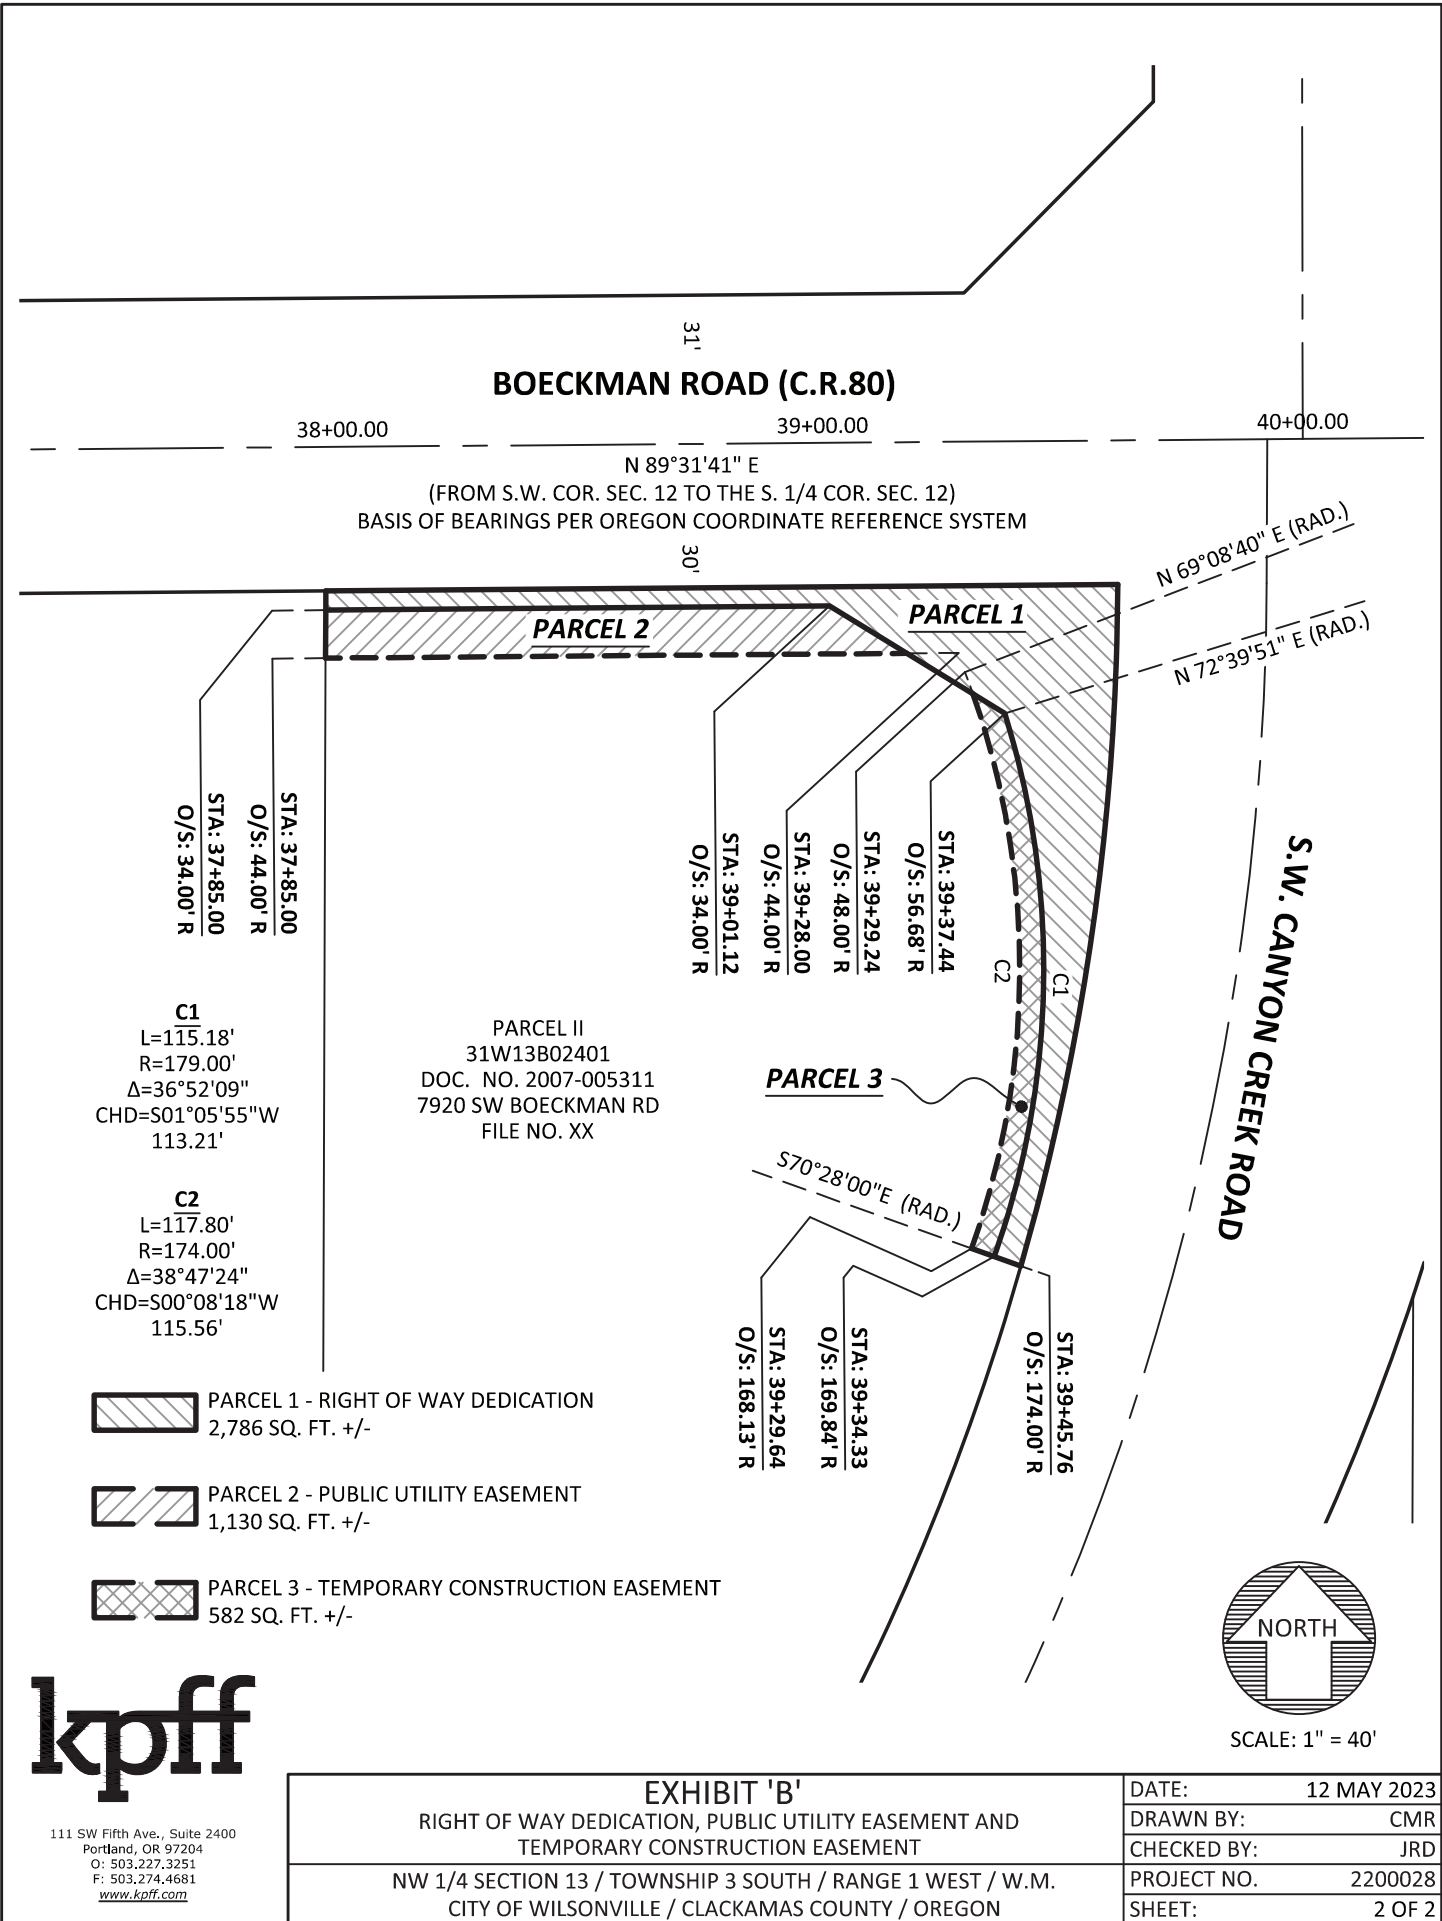 31'
BOECKMAN ROAD (C.R.80)
38+00.00
39+00.00
40+00.00
N 89°31'41" E
(FROM S.W. COR. SEC. 12 TO THE S. 1/4 COR. SEC. 12)
BASIS OF BEARINGS PER OREGON COORDINATE REFERENCE SYSTEM
30'
N 69°08'40" E (RAD.)
N 72°39'51" E (RAD.)
PARCEL 1
PARCEL 2
STA: 37+85.00
O/S: 34.00' R
STA: 37+85.00
O/S: 44.00' R
STA: 39+01.12
O/S: 34.00' R
STA: 39+28.00
O/S: 44.00' R
STA: 39+29.24
O/S: 48.00' R
STA: 39+37.44
O/S: 56.68' R
C2
C1
S.W. CANYON CREEK ROAD
C1
L=115.18'
R=179.00'
Δ=36°52'09"
CHD=S01°05'55"W
113.21'
PARCEL II
31W13B02401
DOC. NO. 2007-005311
7920 SW BOECKMAN RD
FILE NO. XX
PARCEL 3
C2
L=117.80'
R=174.00'
Δ=38°47'24"
CHD=S00°08'18"W
115.56'
S70°28'00"E (RAD.)
STA: 39+29.64
O/S: 168.13' R
STA: 39+34.33
O/S: 169.84' R
STA: 39+45.76
O/S: 174.00' R
PARCEL 1 - RIGHT OF WAY DEDICATION
2,786 SQ. FT. +/-
PARCEL 2 - PUBLIC UTILITY EASEMENT
1,130 SQ. FT. +/-
PARCEL 3 - TEMPORARY CONSTRUCTION EASEMENT
582 SQ. FT. +/-
NORTH
SCALE: 1" = 40'
kpff
111 SW Fifth Ave., Suite 2400
Portland, OR 97204
O: 503.227.3251
F: 503.274.4681
www.kpff.com
EXHIBIT 'B'
RIGHT OF WAY DEDICATION, PUBLIC UTILITY EASEMENT AND
TEMPORARY CONSTRUCTION EASEMENT
NW 1/4 SECTION 13 / TOWNSHIP 3 SOUTH / RANGE 1 WEST / W.M.
CITY OF WILSONVILLE / CLACKAMAS COUNTY / OREGON
DATE: 12 MAY 2023
DRAWN BY: CMR
CHECKED BY: JRD
PROJECT NO. 2200028
SHEET: 2 OF 2